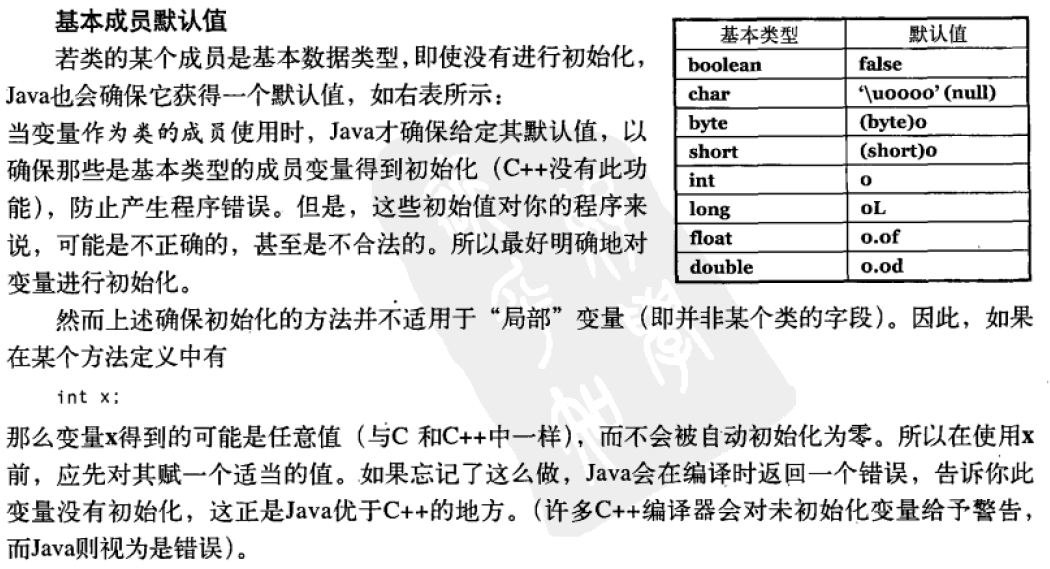 基本成员默认值
若类的某个成员是基本数据类型，即使没有进行初始化，
Java也会确保它获得一个默认值，如右表所示：
当变量作为类的成员使用时，Java才确保给定其默认值，以
确保那些是基本类型的成员变量得到初始化（C++没有此功
能），防止产生程序错误。但是，这些初始值对你的程序来
说，可能是不正确的，甚至是不合法的。所以最好明确地对
变量进行初始化。
基本类型 默认值
boolean false
char ‘\u0000’ (null)
byte (byte)0
short (short)0
int 0
long 0L
float 0.0f
double 0.0d
然而上述确保初始化的方法并不适用于“局部”变量（即并非某个类的字段）。因此，如果
在某个方法定义中有
int x;
那么变量x得到的可能是任意值（与C 和C++中一样），而不会被自动初始化为零。所以在使用x
前，应先对其赋一个适当的值。如果忘记了这么做，Java会在编译时返回一个错误，告诉你此
变量没有初始化，这正是Java优于C++的地方。（许多C++编译器会对未初始化变量给予警告，
而Java则视为是错误）。